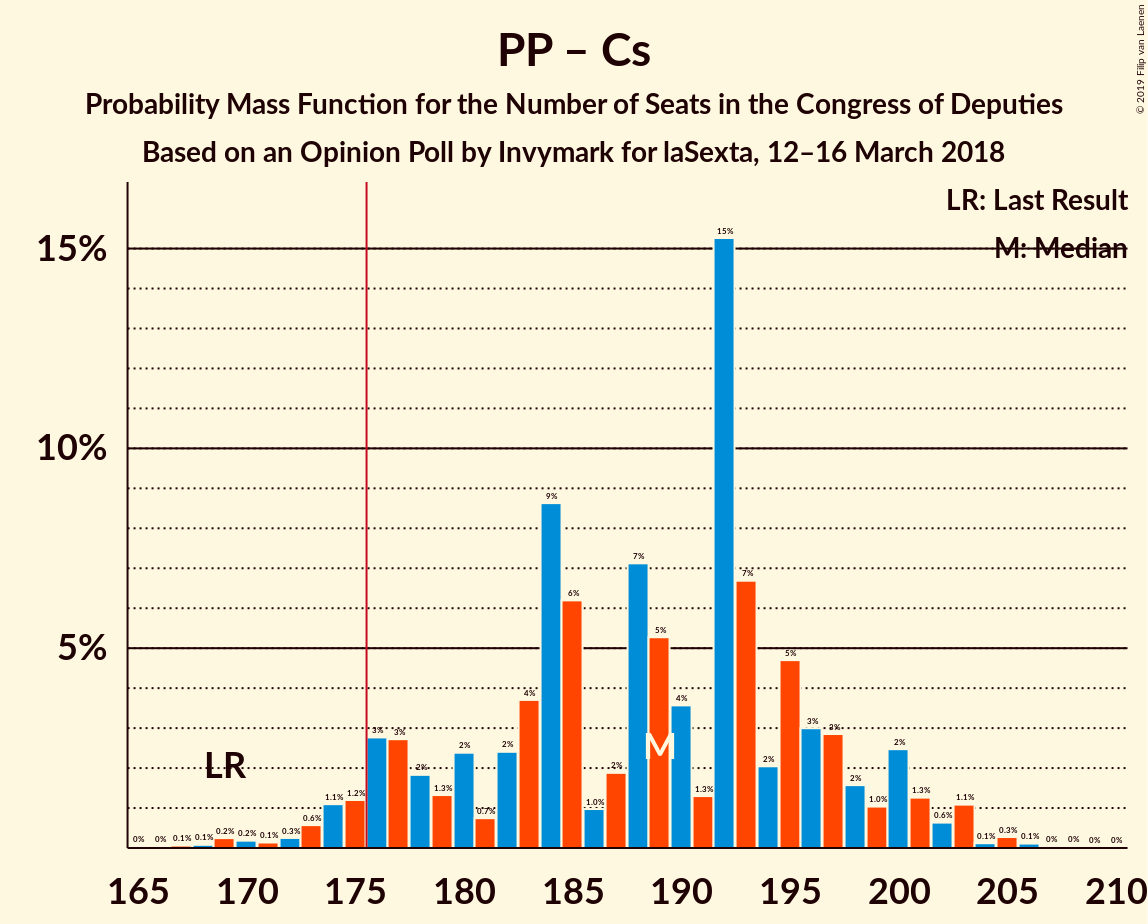 PP – Cs
Probability Mass Function for the Number of Seats in the Congress of Deputies
Based on an Opinion Poll by Invymark for laSexta, 12–16 March 2018
© 2019 Filip van Laenen
LR: Last Result
M: Median
15%
10%
5%
LR
M
0% 0% 0.1% 0.1% 0.2% 0.2% 0.1% 0.3% 0.6% 1.1% 1.2% 3% 3% 2% 1.3% 2% 0.7% 2% 4% 9% 6% 1.0% 2% 7% 5% 4% 1.3% 15% 7% 2% 5% 3% 3% 2% 1.0% 2% 1.3% 0.6% 1.1% 0.1% 0.3% 0.1% 0% 0% 0% 0%
165 170 175 180 185 190 195 200 205 210